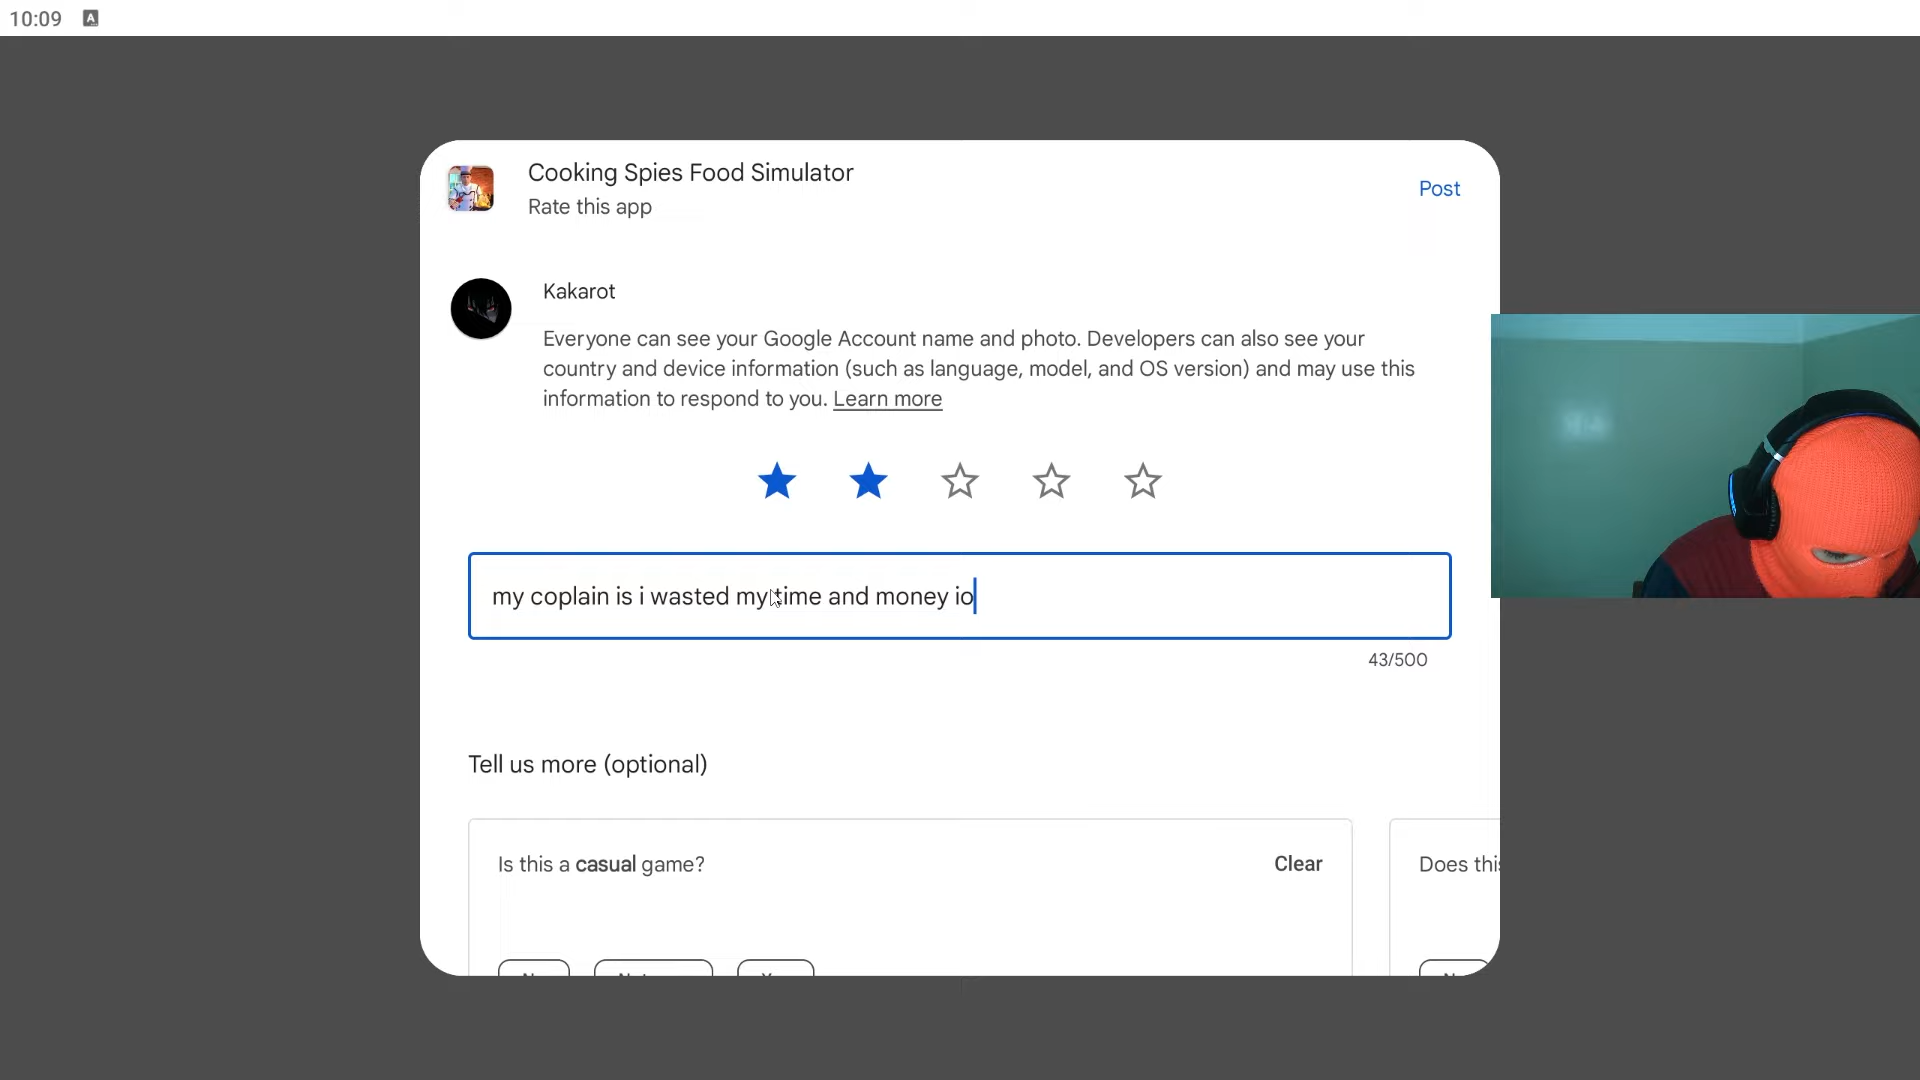 10:09 A
Cooking Spies Food Simulator
Rate this app
Post
Kakarot
Everyone can see your Google Account name and photo. Developers can also see your
country and device information (such as language, model, and OS version) and may use this
information to respond to you. Learn more
my coplain is i wasted my time and money io
43/500
Tell us more (optional)
Is this a casual game?
Clear
Does this